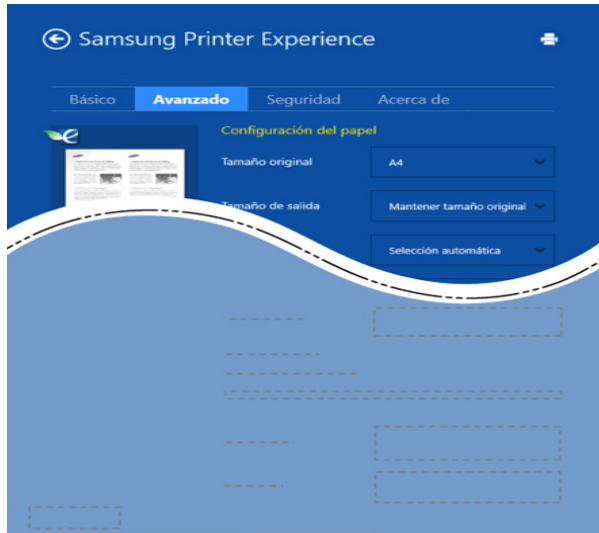 Samsung Printer Experience
Básico Avanzado Seguridad Acerca de
Configuración del papel
Tamaño original A4
Tamaño de salida Mantener tamaño original
Selección automática